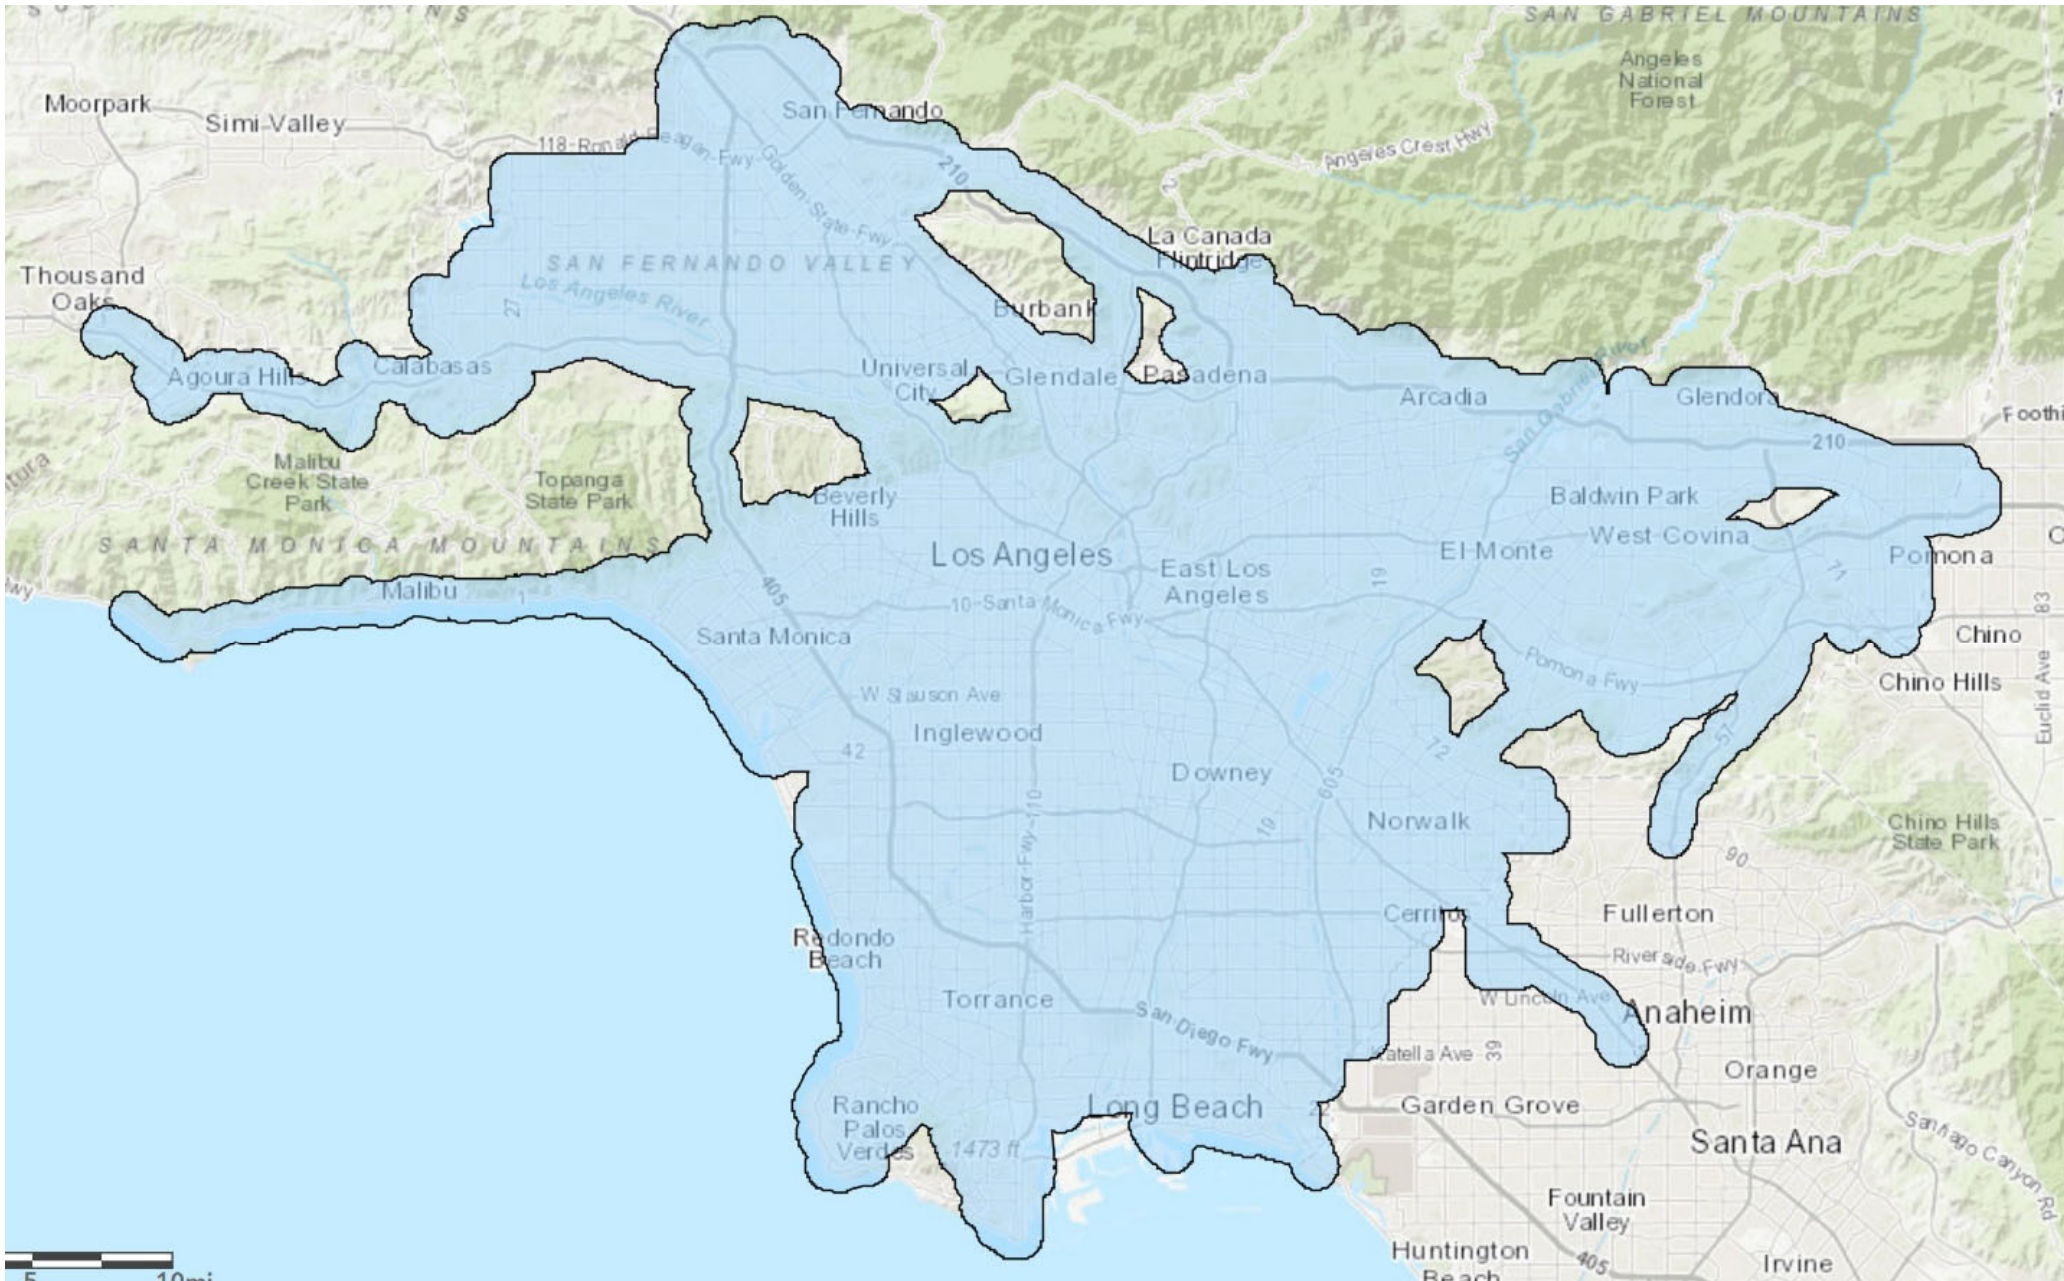 SAN GABRIEL MOUNTAINS
Angeles
National
Forest
Moorpark
Simi Valley
San Fernando
118-Ronald Reagan-Fwy
Golden-State-Fwy
210
Angeles Crest Hwy
2
La Canada
Flintridge
SAN FERNANDO VALLEY
Thousand
Oaks
Los Angeles River
27
Burbank
Agoura Hills
Calabasas
Universal
City
Glendale
Pasadena
Arcadia
San Gabriel River
Glendora
Foothi
210
Malibu
Creek State
Park
Topanga
State Park
Beverly
Hills
Baldwin Park
West Covina
El Monte
SANTA MONICA MOUNTAINS
Los Angeles
East Los
Angeles
19
71
Pomona
Malibu
1
405
10-Santa Monica Fwy
83
Santa Monica
Chino
Pomona Fwy
Chino Hills
Euclid Ave
W Slauson Ave
Inglewood
42
72
57
Downey
605
Harbor-Fwy-110
19
Norwalk
Chino Hills
State Park
90
Cerritos
Fullerton
Redondo
Beach
Riverside-Fwy
Torrance
W Lincoln Ave
Anaheim
San Diego Fwy
Katella Ave
39
Orange
Rancho
Palos
Verdes
1473 ft
Long Beach
22
Garden Grove
Santa Ana
Santiago Canyon Rd
Fountain
Valley
Huntington
Beach
405
Irvine
5
10mi